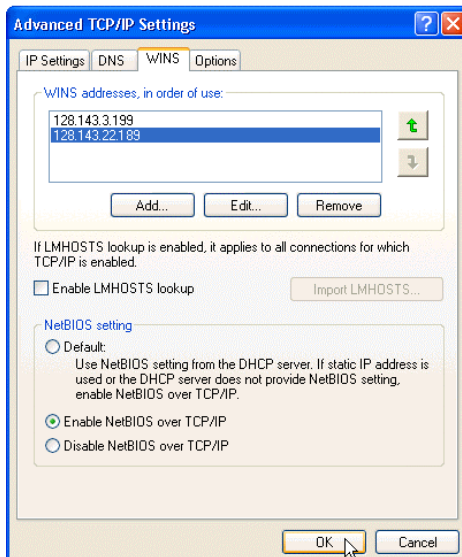 Advanced TCP/IP Settings
IP Settings DNS WINS Options
WINS addresses, in order of use:
128.143.3.199
128.143.22.189
Add... Edit... Remove
If LMHOSTS lookup is enabled, it applies to all connections for which
TCP/IP is enabled.
Enable LMHOSTS lookup Import LMHOSTS...
NetBIOS setting
Default:
Use NetBIOS setting from the DHCP server. If static IP address is
used or the DHCP server does not provide NetBIOS setting,
enable NetBIOS over TCP/IP.
Enable NetBIOS over TCP/IP
Disable NetBIOS over TCP/IP
OK Cancel